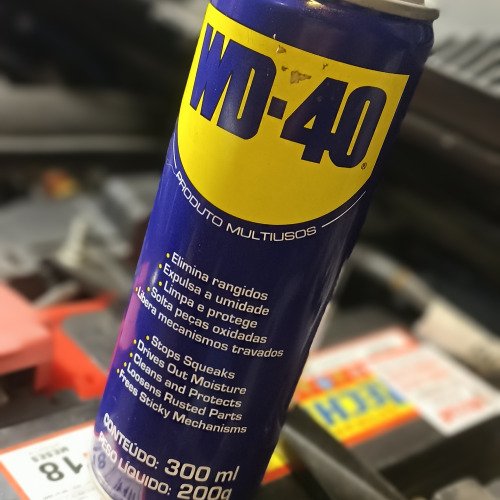 WD-40
®
PRODUTO MULTIUSOS
• Elimina rangidos
• Expulsa a umidade
• Limpa e protege
• Solta peças oxidadas
• Libera mecanismos travados
• Stops Squeaks
• Drives Out Moisture
• Cleans and Protects
• Loosens Rusted Parts
• Frees Sticky Mechanisms
CONTEÚDO: 300 ml
PESO LÍQUIDO: 200g
18
MESES